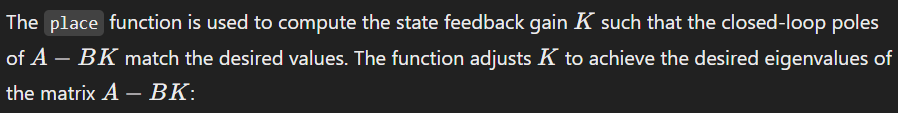 The place function is used to compute the state feedback gain K such that the closed-loop poles
of A − BK match the desired values. The function adjusts K to achieve the desired eigenvalues of
the matrix A − BK: